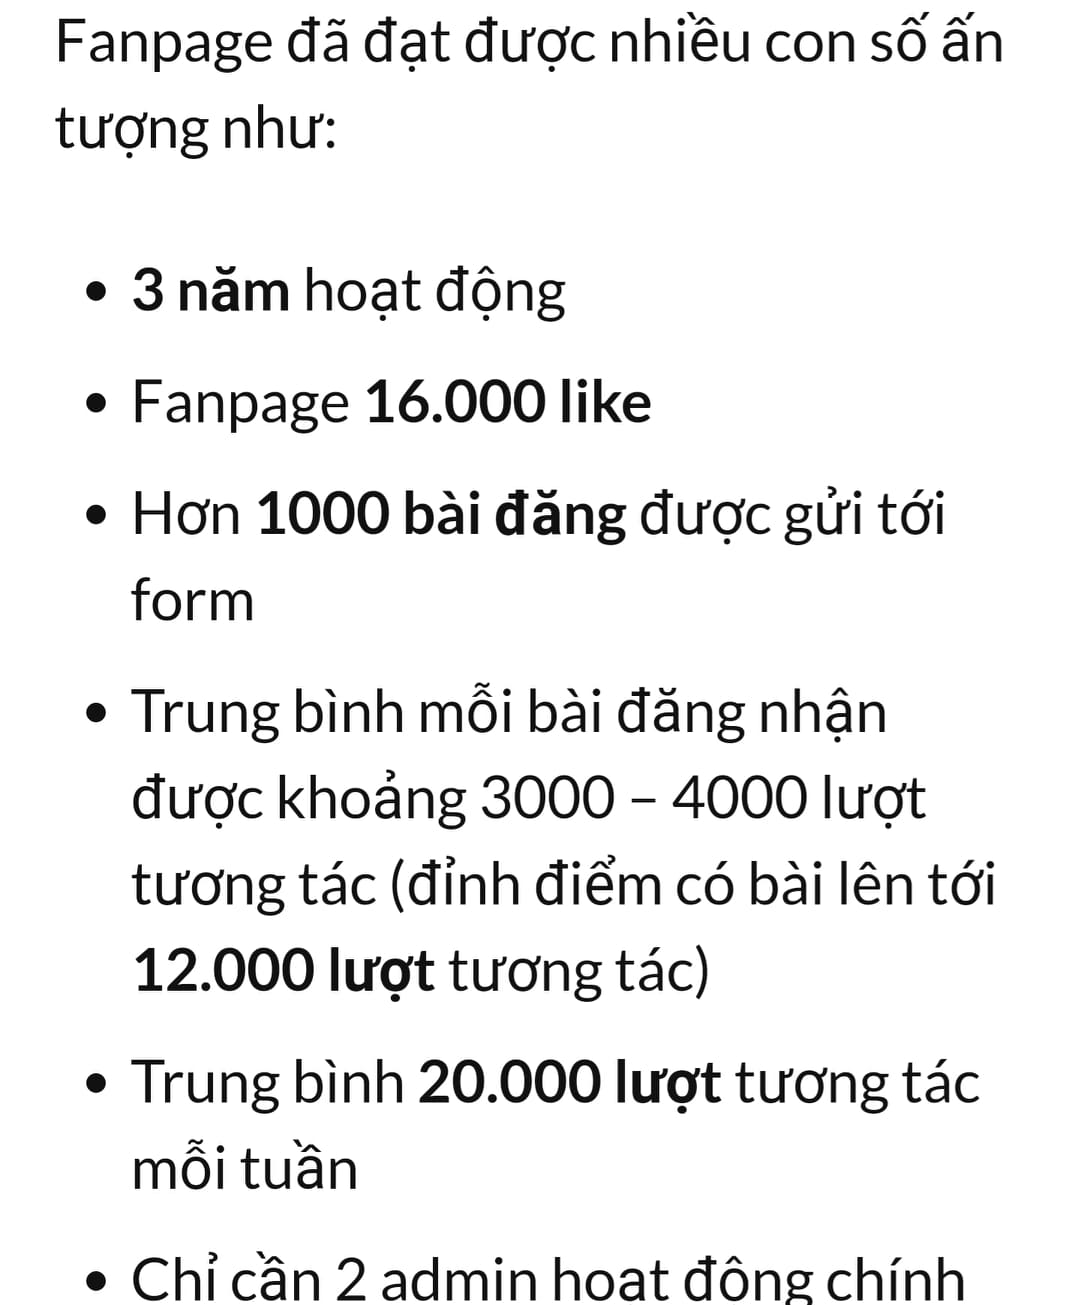 Fanpage đã đạt được nhiều con số ấn
tượng như:
• 3 năm hoạt động
• Fanpage 16.000 like
• Hơn 1000 bài đăng được gửi tới
form
• Trung bình mỗi bài đăng nhận
được khoảng 3000 – 4000 lượt
tương tác (đỉnh điểm có bài lên tới
12.000 lượt tương tác)
• Trung bình 20.000 lượt tương tác
mỗi tuần
• Chỉ cần 2 admin hoạt động chính